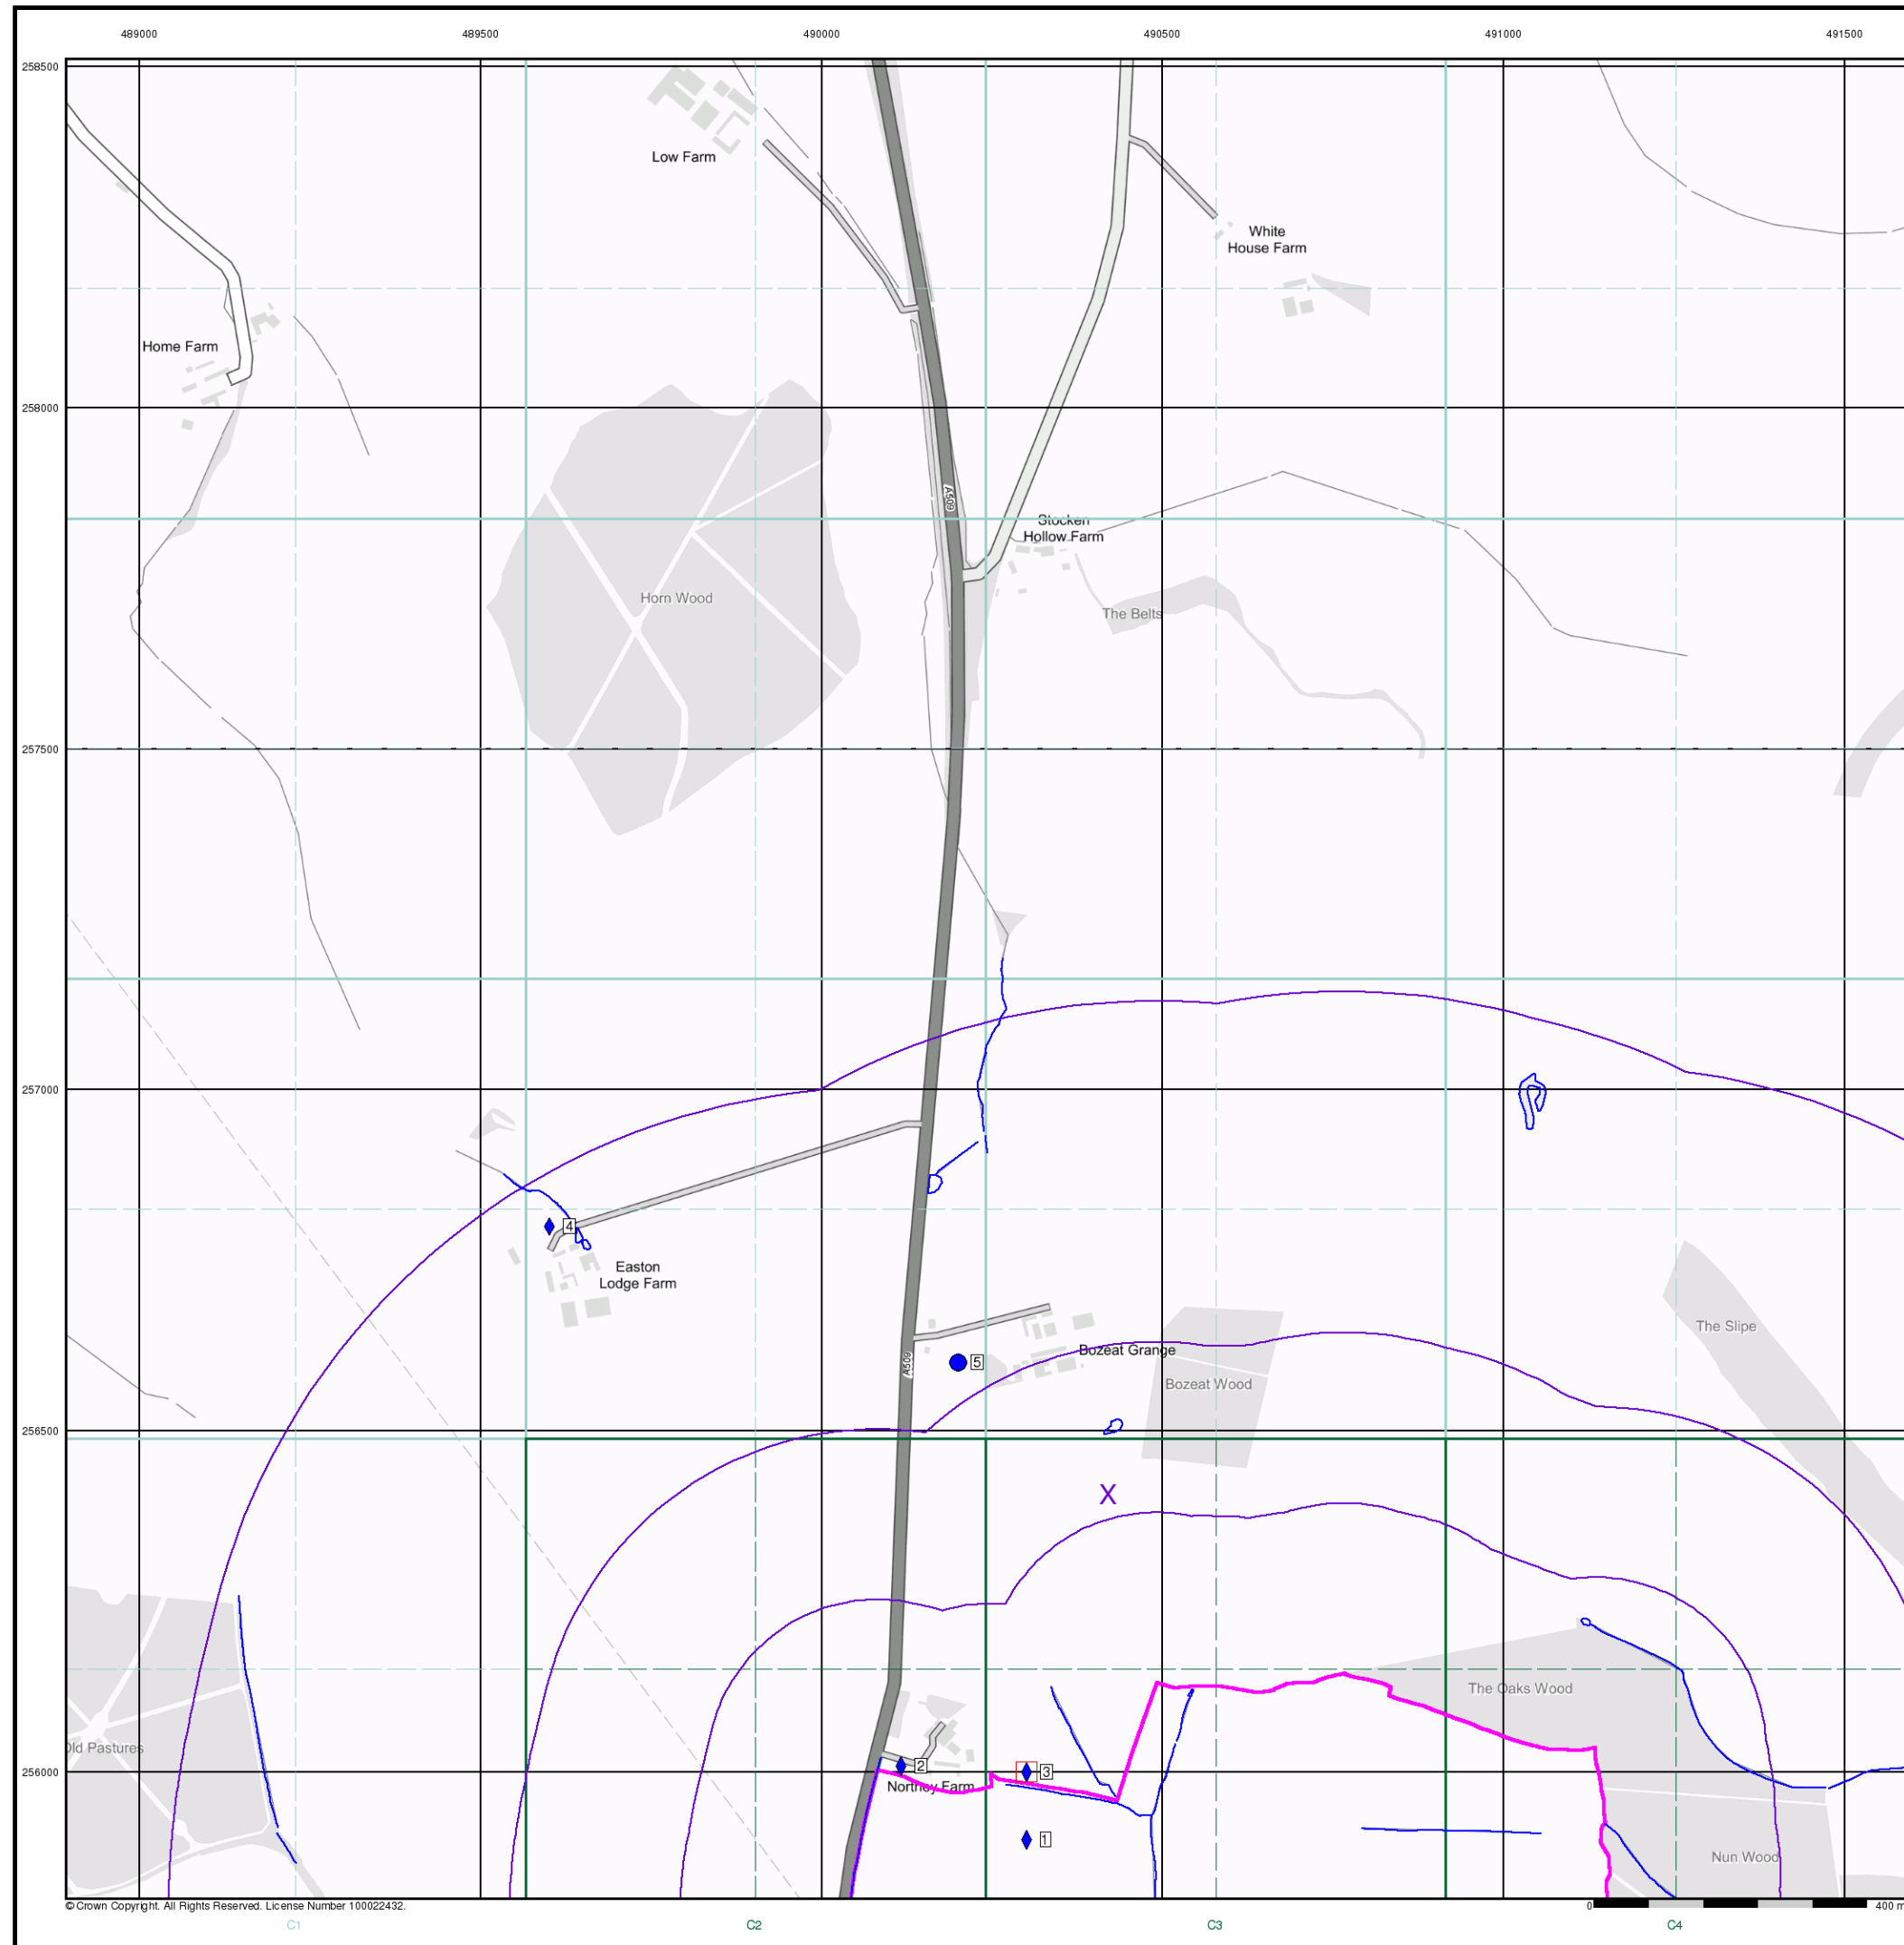 489000 489500 490000 490500 491000 491500
258500
Low Farm
White
House Farm
Home Farm
258000
A509
Stocken
Hollow Farm
Horn Wood
The Belts
257500
257000
4
Easton
Lodge Farm
The Slipe
Bozeat Grange
A509
5
Bozeat Wood
256500
X
The Oaks Wood
Old Pastures
2
3
256000
Northey Farm
1
Nun Wood
© Crown Copyright. All Rights Reserved. License Number 100022432.
0 400 m
C1 C2 C3 C4